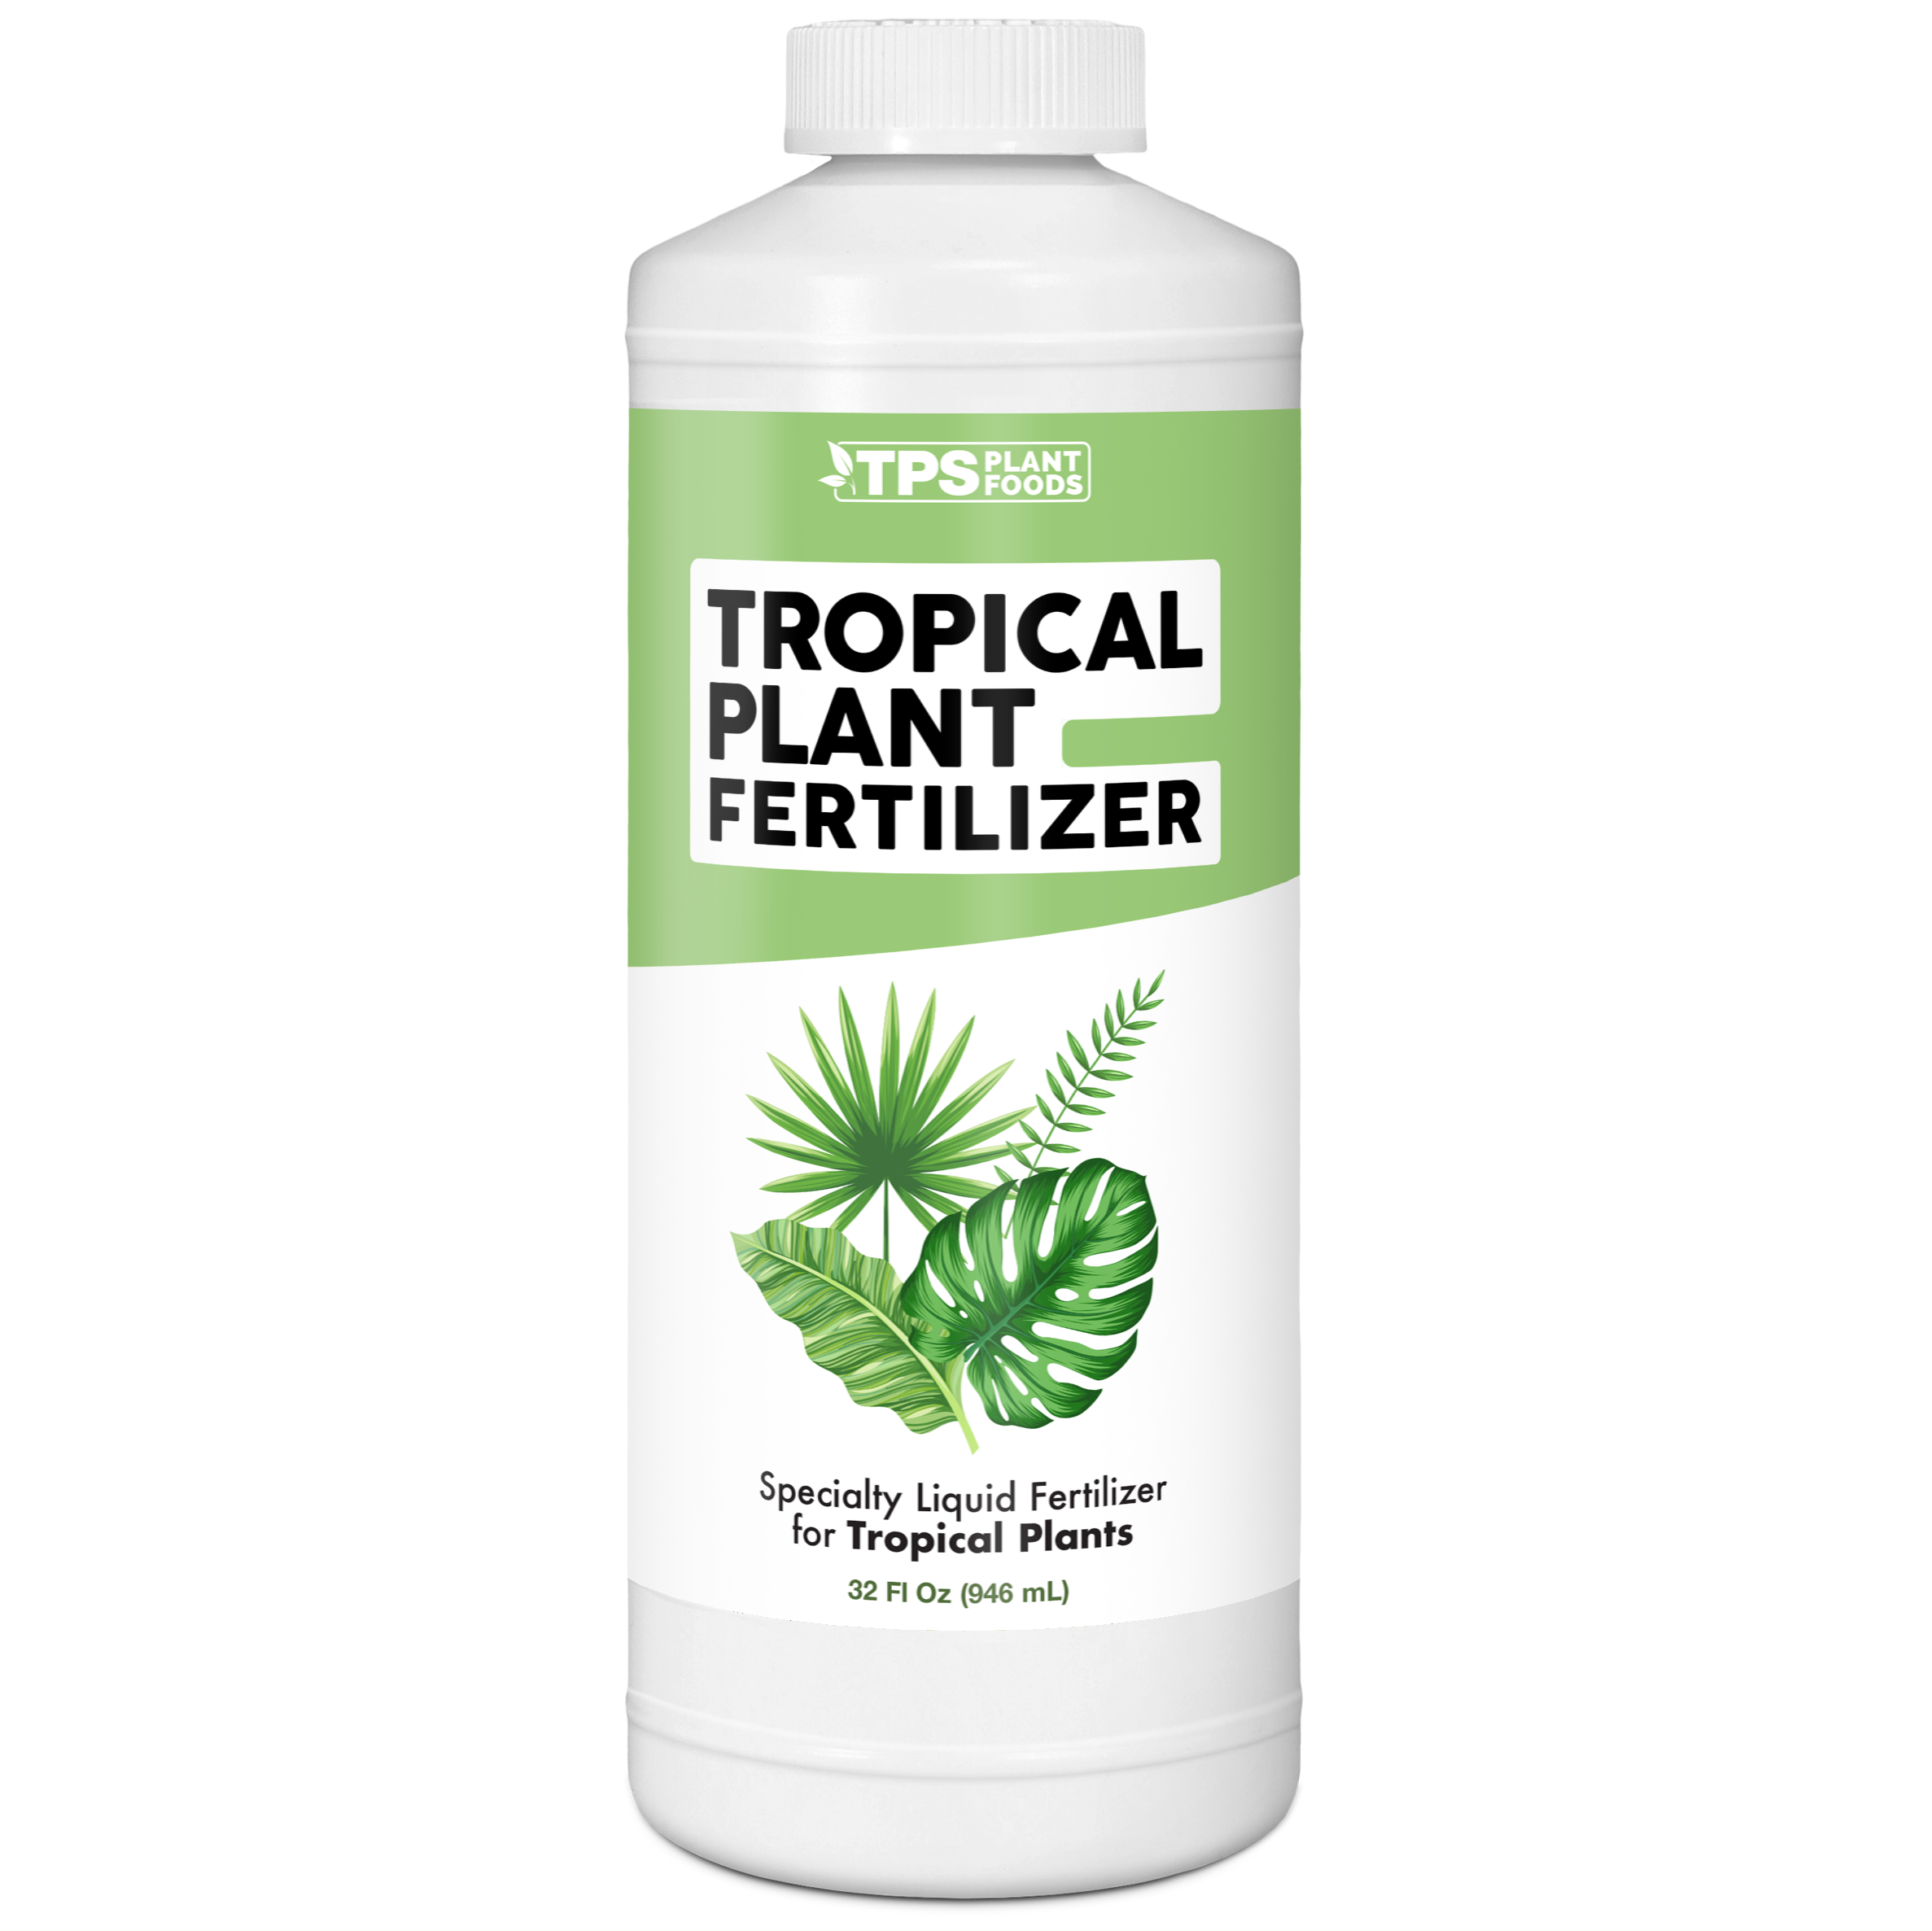 TPS PLANT FOODS
TROPICAL
PLANT
FERTILIZER
Specialty Liquid Fertilizer
for Tropical Plants
32 Fl Oz (946 mL)